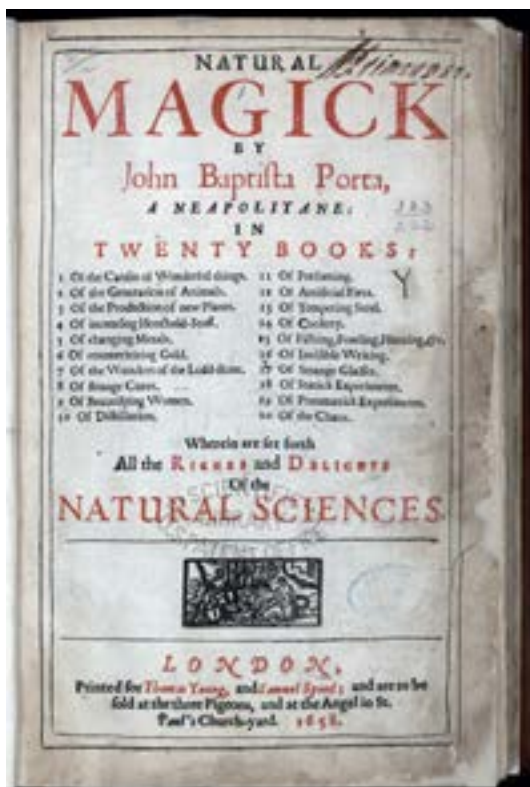 NATURAL
MAGICK
BY
John Baptista Porta,
A NEAPOLITANE:
IN
TWENTY BOOKS:
1 Of the Causes of Wonderful things.
2 Of the Generation of Animals.
3 Of the Production of new Plants.
4 Of increasing Houshold-Stuff.
5 Of changing Metals.
6 Of counterfeiting Gold.
7 Of the Wonders of the Load-stone.
8 Of strange Cures.
9 Of Beautifying Women.
10 Of Distillation.
11 Of Perfuming.
12 Of Artificial Fires.
13 Of Tempering Steel.
14 Of Cookery.
15 Of Fishing, Fowling, Hunting, &c.
16 Of Invisible Writing.
17 Of Strange Glasses.
18 Of Statick Experiments.
19 Of Pneumatick Experiments.
20 Of the Chaos.
Y
Wherein are set forth
All the RICHES and DELIGHTS
Of the
NATURAL SCIENCES.
LONDON,
Printed for Thomas Young, and Samuel Speed; and are to be
sold at the three Pigeons, and at the Angel in St.
Paul's Church-yard. 1658.